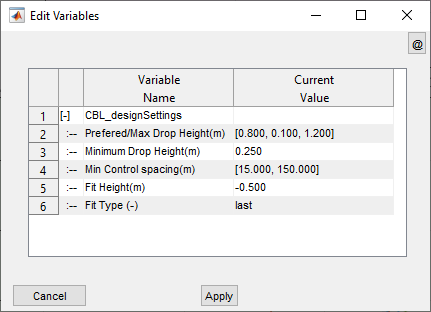 Edit Variables
@
Variable Name Current Value
1 [-] CBL_designSettings
2 :-- Prefered/Max Drop Height(m) [0.800, 0.100, 1.200]
3 :-- Minimum Drop Height(m) 0.250
4 :-- Min Control spacing(m) [15.000, 150.000]
5 :-- Fit Height(m) -0.500
6 :-- Fit Type (-) last
Cancel Apply